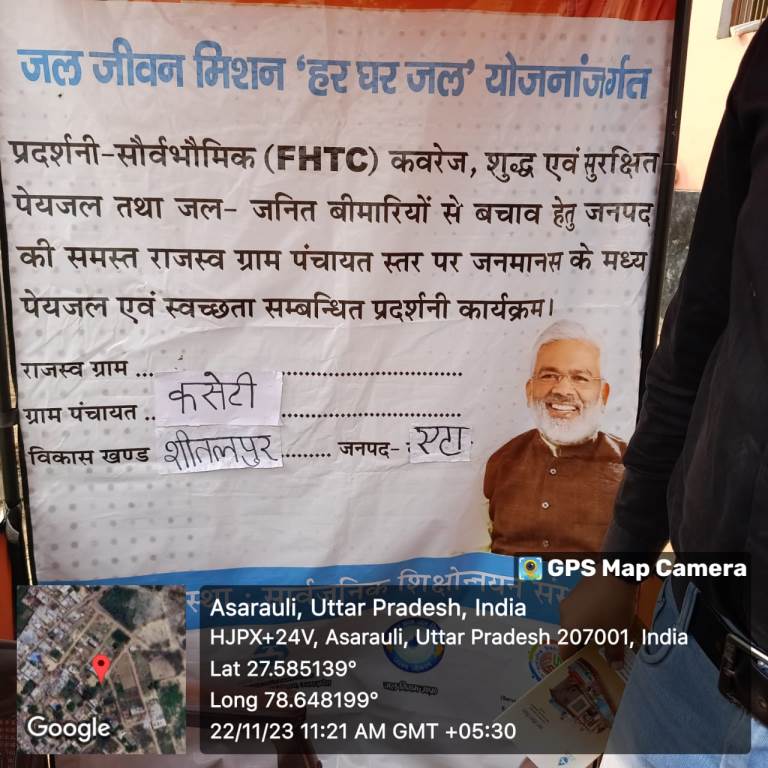 जल जीवन मिशन 'हर घर जल' योजनांजर्गत
प्रदर्शनी-सौर्वभौमिक (FHTC) कवरेज, शुद्ध एवं सुरक्षित
पेयजल तथा जल- जनित बीमारियों से बचाव हेतु जनपद
की समस्त राजस्व ग्राम पंचायत स्तर पर जनमानस के मध्य
पेयजल एवं स्वच्छता सम्बन्धित प्रदर्शनी कार्यक्रम।
राजस्व ग्राम ........................................
ग्राम पंचायत .. कसेटी ................................
विकास खण्ड शीतलपुर ......... जनपद- एटा
सार्वजनिक शिक्षोन्नयन
GPS Map Camera
Asarauli, Uttar Pradesh, India
HJPX+24V, Asarauli, Uttar Pradesh 207001, India
Lat 27.585139°
Long 78.648199°
22/11/23 11:21 AM GMT +05:30
Google